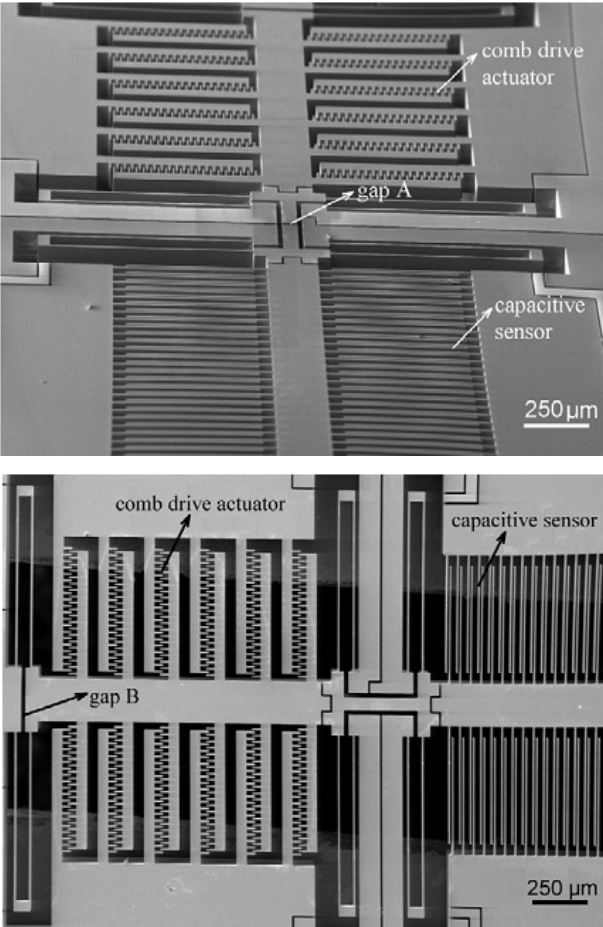 comb drive
actuator
gap A
capacitive
sensor
250 μm
comb drive actuator
capacitive sensor
gap B
250 μm